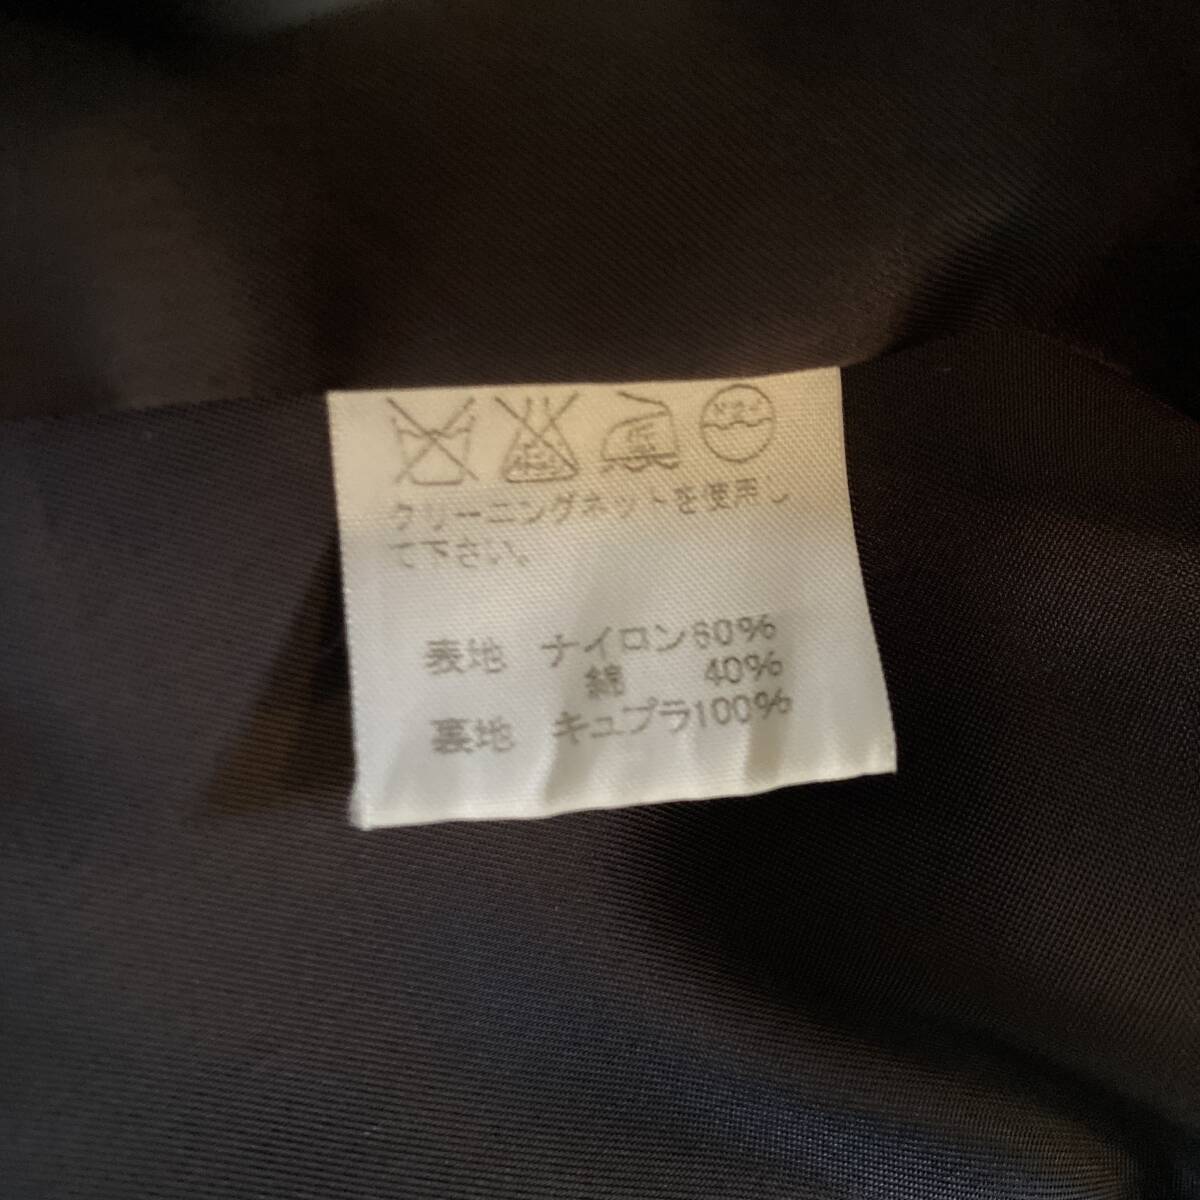 クリーニングネットを使用し
て下さい。
表地 ナイロン60%
綿 40%
裏地 キュプラ100%